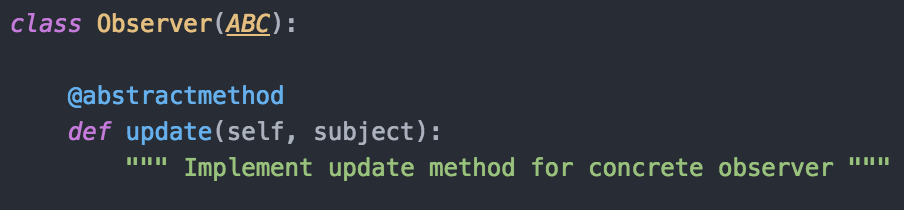 class Observer(ABC):
@abstractmethod
def update(self, subject):
""" Implement update method for concrete observer """